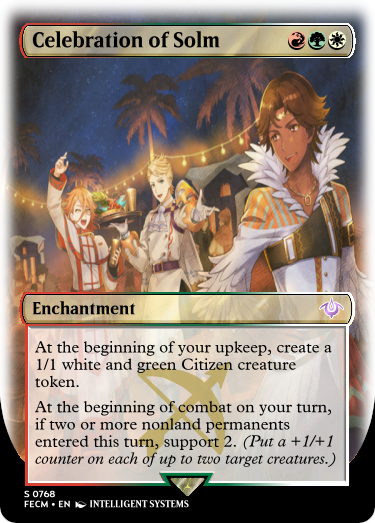 Celebration of Solm
Enchantment
At the beginning of your upkeep, create a
1/1 white and green Citizen creature
token.
At the beginning of combat on your turn,
if two or more nonland permanents
entered this turn, support 2. (Put a +1/+1
counter on each of up to two target creatures.)
S 0768
FECM • EN INTELLIGENT SYSTEMS